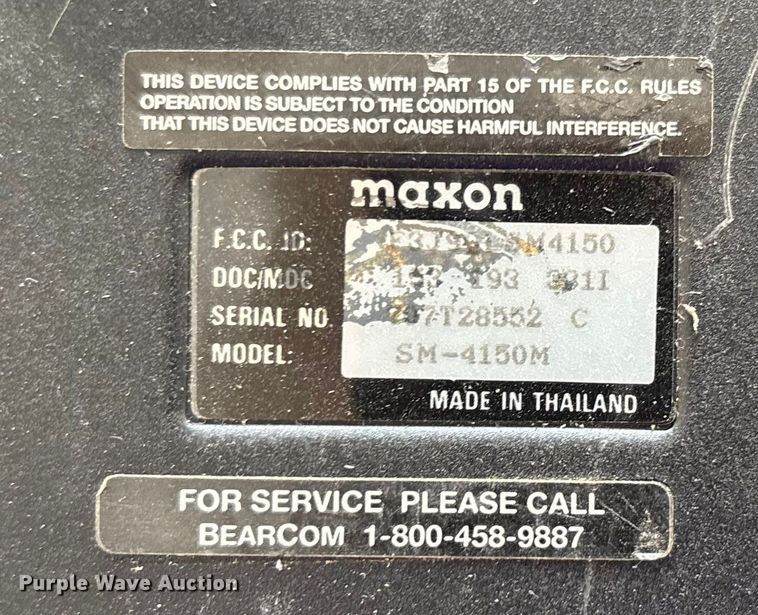 THIS DEVICE COMPLIES WITH PART 15 OF THE F.C.C. RULES
OPERATION IS SUBJECT TO THE CONDITION
THAT THIS DEVICE DOES NOT CAUSE HARMFUL INTERFERENCE.
maxon
F.C.C. ID:
DOC/MDC 193
SERIAL NO C
MODEL: SM-4150M
MADE IN THAILAND
FOR SERVICE PLEASE CALL
BEARCOM 1-800-458-9887
Purple Wave Auction